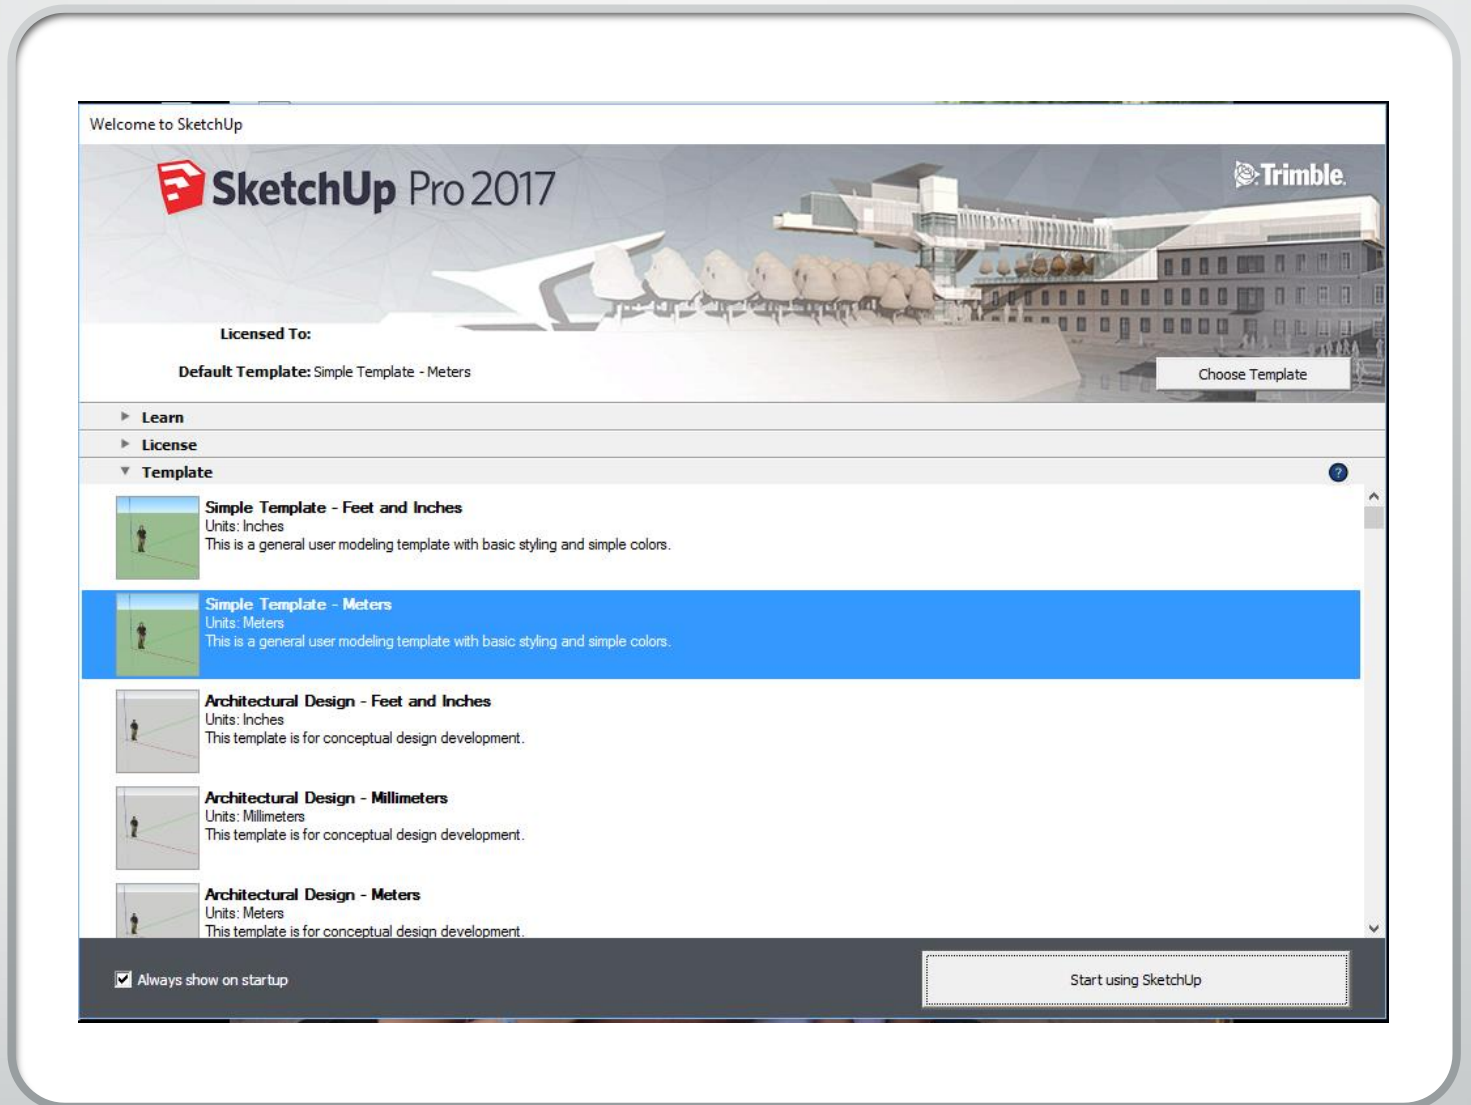 Welcome to SketchUp
SketchUp Pro 2017
Trimble.
Licensed To:
Default Template: Simple Template - Meters
Choose Template
Learn
License
Template
?
Simple Template - Feet and Inches
Units: Inches
This is a general user modeling template with basic styling and simple colors.
Simple Template - Meters
Units: Meters
This is a general user modeling template with basic styling and simple colors.
Architectural Design - Feet and Inches
Units: Inches
This template is for conceptual design development.
Architectural Design - Millimeters
Units: Millimeters
This template is for conceptual design development.
Architectural Design - Meters
Units: Meters
This template is for conceptual design development.
Always show on startup
Start using SketchUp